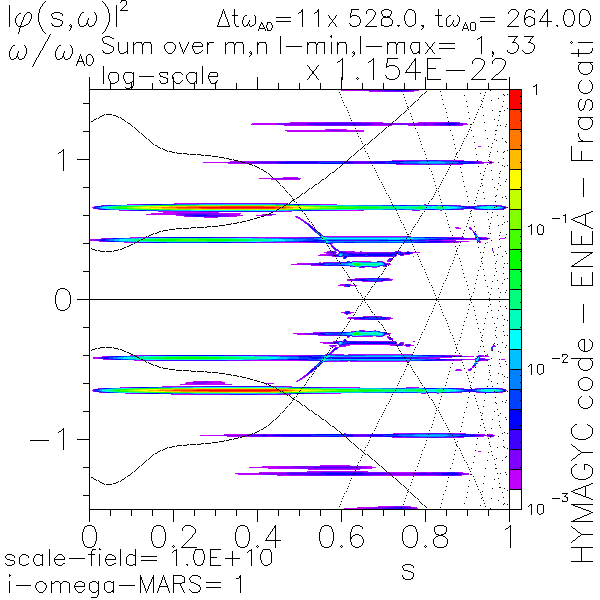 |φ(s,ω)|² Δtω_A0=11x 528.0, tω_A0= 264.00
ω/ω_A0 Sum over m,n l-min,l-max= 1, 33
log-scale x 1.154E-22
1
0
-1
0 0.2 0.4 0.6 0.8 1
s
1
10⁻¹
10⁻²
10⁻³
HYMAGYC code - ENEA - Frascati
scale-field= 1.0E+10
i-omega-MARS= 1